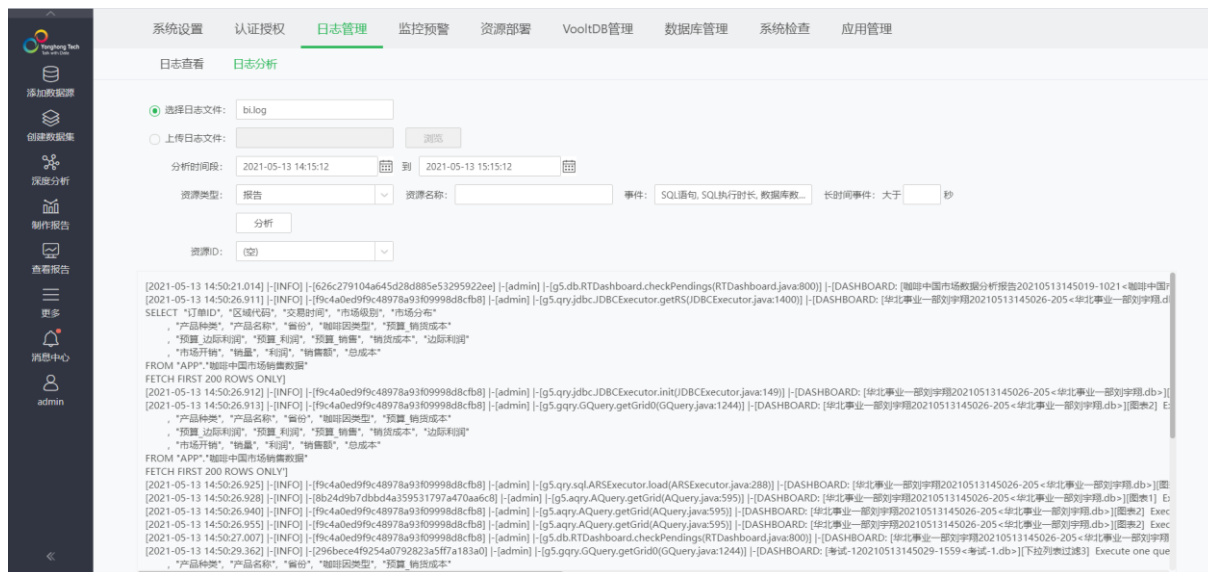 系统设置 认证授权 日志管理 监控预警 资源部署 VooltDB管理 数据库管理 系统检查 应用管理
Yonghong Tech
Talk with Data
日志查看 日志分析
添加数据源
创建数据集
深度分析
制作报告
查看报告
更多
消息中心
admin
选择日志文件: bi.log
上传日志文件: 浏览
分析时间段: 2021-05-13 14:15:12 到 2021-05-13 15:15:12
资源类型: 报告 资源名称: 事件: SQL语句, SQL执行时长, 数据库数... 长时间事件: 大于 秒
分析
资源ID: (空)
[2021-05-13 14:50:21.014] |-[INFO] |-[626c279104a645d28d885e53295922ee] |-[admin] |-[g5.db.RTDashboard.checkPendings(RTDashboard.java:800)] |-[DASHBOARD: [咖啡中国市场数据分析报告20210513145019-1021<咖啡中国市
[2021-05-13 14:50:26.911] |-[INFO] |-[f9c4a0ed9f9c48978a93f09998d8cfb8] |-[admin] |-[g5.qry.jdbc.JDBCExecutor.getRS(JDBCExecutor.java:1400)] |-[DASHBOARD: [华北事业一部刘宇翔20210513145026-205<华北事业一部刘宇翔.d
SELECT "订单ID", "区域代码", "交易时间", "市场级别", "市场分布"
, "产品种类", "产品名称", "省份", "咖啡因类型", "预算_销货成本"
, "预算_边际利润", "预算_利润", "预算_销售", "销货成本", "边际利润"
, "市场开销", "销量", "利润", "销售额", "总成本"
FROM "APP"."咖啡中国市场销售数据"
FETCH FIRST 200 ROWS ONLY]
[2021-05-13 14:50:26.912] |-[INFO] |-[f9c4a0ed9f9c48978a93f09998d8cfb8] |-[admin] |-[g5.qry.jdbc.JDBCExecutor.init(JDBCExecutor.java:149)] |-[DASHBOARD: [华北事业一部刘宇翔20210513145026-205<华北事业一部刘宇翔.db>][
[2021-05-13 14:50:26.913] |-[INFO] |-[f9c4a0ed9f9c48978a93f09998d8cfb8] |-[admin] |-[g5.gqry.GQuery.getGrid0(GQuery.java:1244)] |-[DASHBOARD: [华北事业一部刘宇翔20210513145026-205<华北事业一部刘宇翔.db>][图表2] Ex
, "产品种类", "产品名称", "省份", "咖啡因类型", "预算_销货成本"
, "预算_边际利润", "预算_利润", "预算_销售", "销货成本", "边际利润"
, "市场开销", "销量", "利润", "销售额", "总成本"
FROM "APP"."咖啡中国市场销售数据"
FETCH FIRST 200 ROWS ONLY']
[2021-05-13 14:50:26.925] |-[INFO] |-[f9c4a0ed9f9c48978a93f09998d8cfb8] |-[admin] |-[g5.qry.sql.ARSExecutor.load(ARSExecutor.java:288)] |-[DASHBOARD: [华北事业一部刘宇翔20210513145026-205<华北事业一部刘宇翔.db>][图
[2021-05-13 14:50:26.928] |-[INFO] |-[8b24d9b7dbbd4a359531797a470aa6c8] |-[admin] |-[g5.aqry.AQuery.getGrid(AQuery.java:595)] |-[DASHBOARD: [华北事业一部刘宇翔20210513145026-205<华北事业一部刘宇翔.db>][图表1] Ex
[2021-05-13 14:50:26.940] |-[INFO] |-[f9c4a0ed9f9c48978a93f09998d8cfb8] |-[admin] |-[g5.aqry.AQuery.getGrid(AQuery.java:595)] |-[DASHBOARD: [华北事业一部刘宇翔20210513145026-205<华北事业一部刘宇翔.db>][图表2] Exec
[2021-05-13 14:50:26.955] |-[INFO] |-[f9c4a0ed9f9c48978a93f09998d8cfb8] |-[admin] |-[g5.aqry.AQuery.getGrid(AQuery.java:595)] |-[DASHBOARD: [华北事业一部刘宇翔20210513145026-205<华北事业一部刘宇翔.db>][图表2] Exec
[2021-05-13 14:50:27.007] |-[INFO] |-[f9c4a0ed9f9c48978a93f09998d8cfb8] |-[admin] |-[g5.db.RTDashboard.checkPendings(RTDashboard.java:800)] |-[DASHBOARD: [华北事业一部刘宇翔20210513145026-205<华北事业一部刘宇翔
[2021-05-13 14:50:29.362] |-[INFO] |-[296bece4f9254a0792823a5ff7a183a0] |-[admin] |-[g5.gqry.GQuery.getGrid0(GQuery.java:1244)] |-[DASHBOARD: [考试-120210513145029-1559<考试-1.db>][下拉列表过滤3] Execute one que
, "产品种类", "产品名称", "省份", "咖啡因类型", "预算_销货成本"